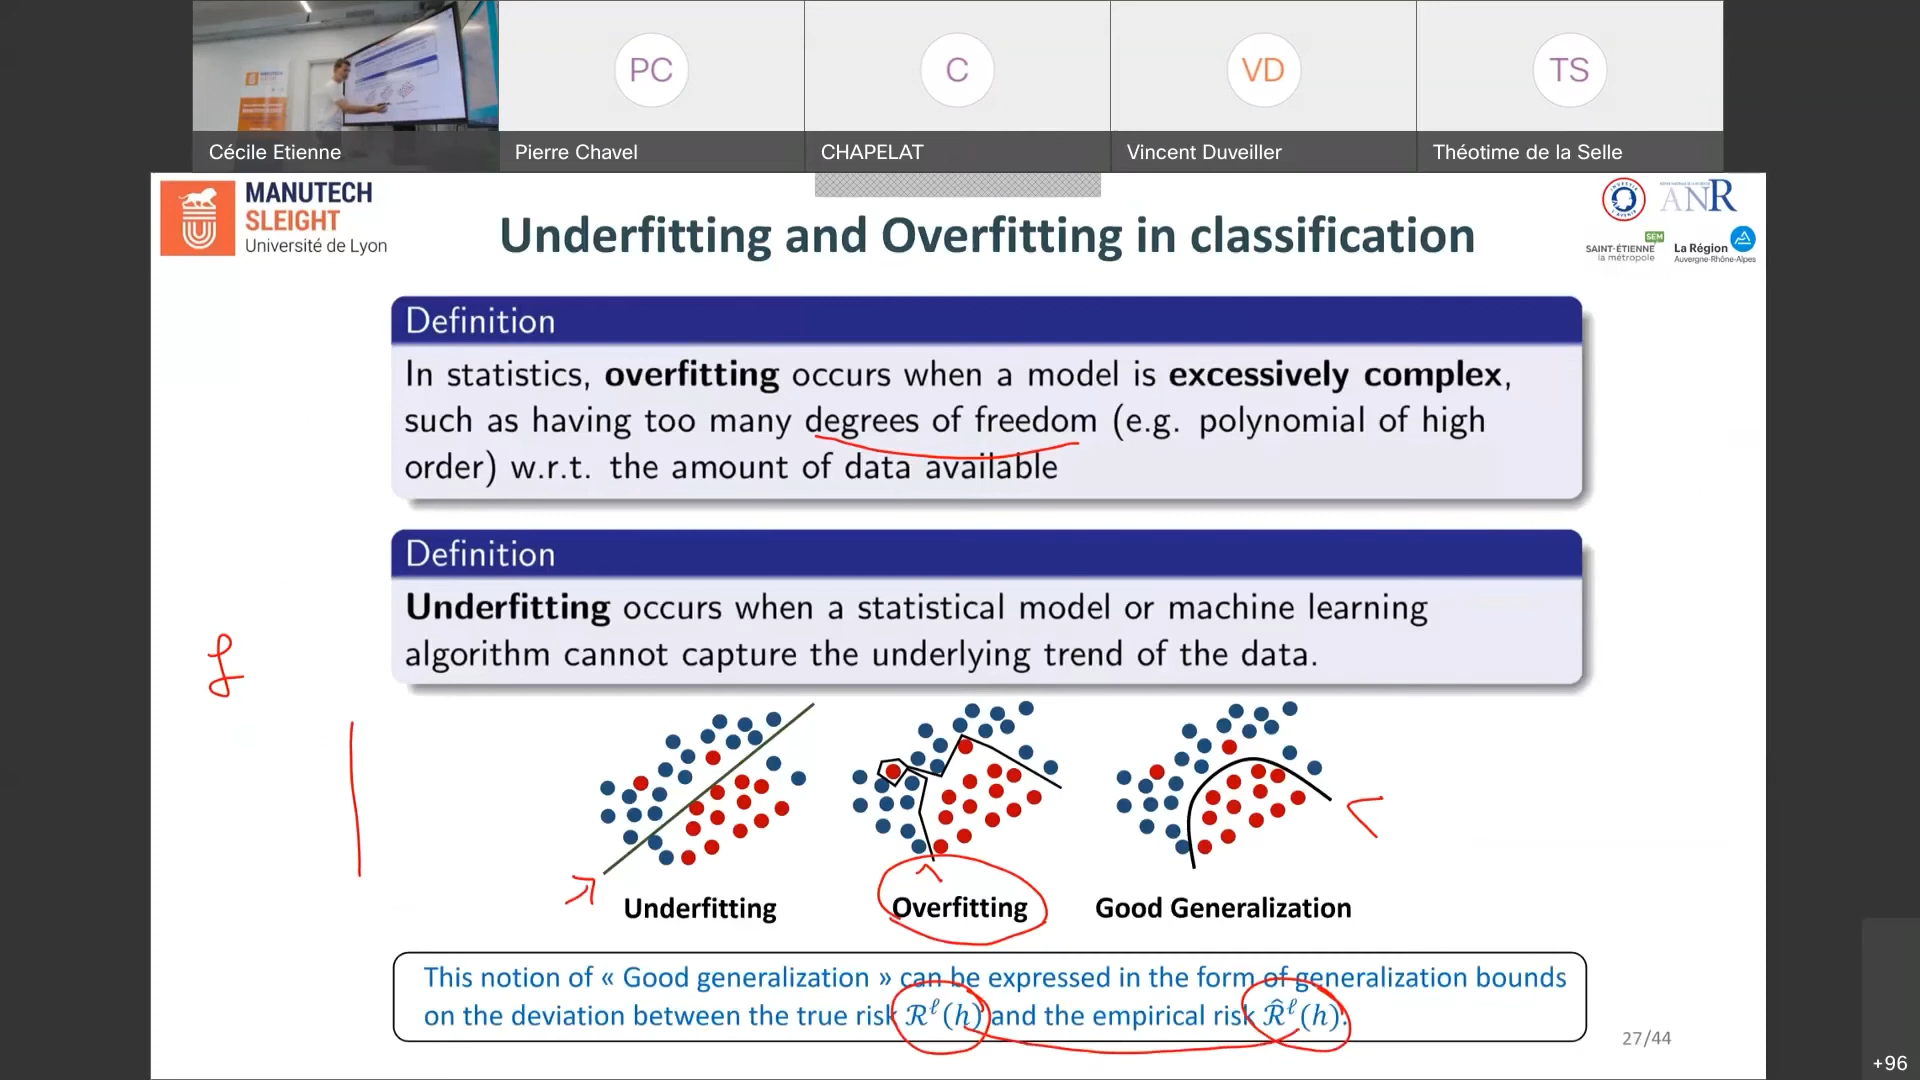 PC
C
VD
TS
Cécile Etienne
Pierre Chavel
CHAPELAT
Vincent Duveiller
Théotime de la Selle
MANUTECH
SLEIGHT
Université de Lyon
ANR
SAINT-ÉTIENNE
SEM
la métropole
La Région
Auvergne-Rhône-Alpes
Underfitting and Overfitting in classification
Definition
In statistics, overfitting occurs when a model is excessively complex,
such as having too many degrees of freedom (e.g. polynomial of high
order) w.r.t. the amount of data available
Definition
Underfitting occurs when a statistical model or machine learning
algorithm cannot capture the underlying trend of the data.
Underfitting
Overfitting
Good Generalization
This notion of « Good generalization » can be expressed in the form of generalization bounds
on the deviation between the true risk ℛˡ(h) and the empirical risk ℛ̂ˡ(h).
27/44
+96